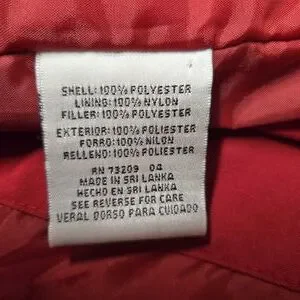 SHELL: 100% POLYESTER
LINING: 100% NYLON
FILLER: 100% POLYESTER
EXTERIOR: 100% POLIESTER
FORRO: 100% NILON
RELLENO: 100% POLIESTER
RN 73209 04
MADE IN SRI LANKA
HECHO EN SRI LANKA
SEE REVERSE FOR CARE
VERAL DORSO PARA CUIDADO